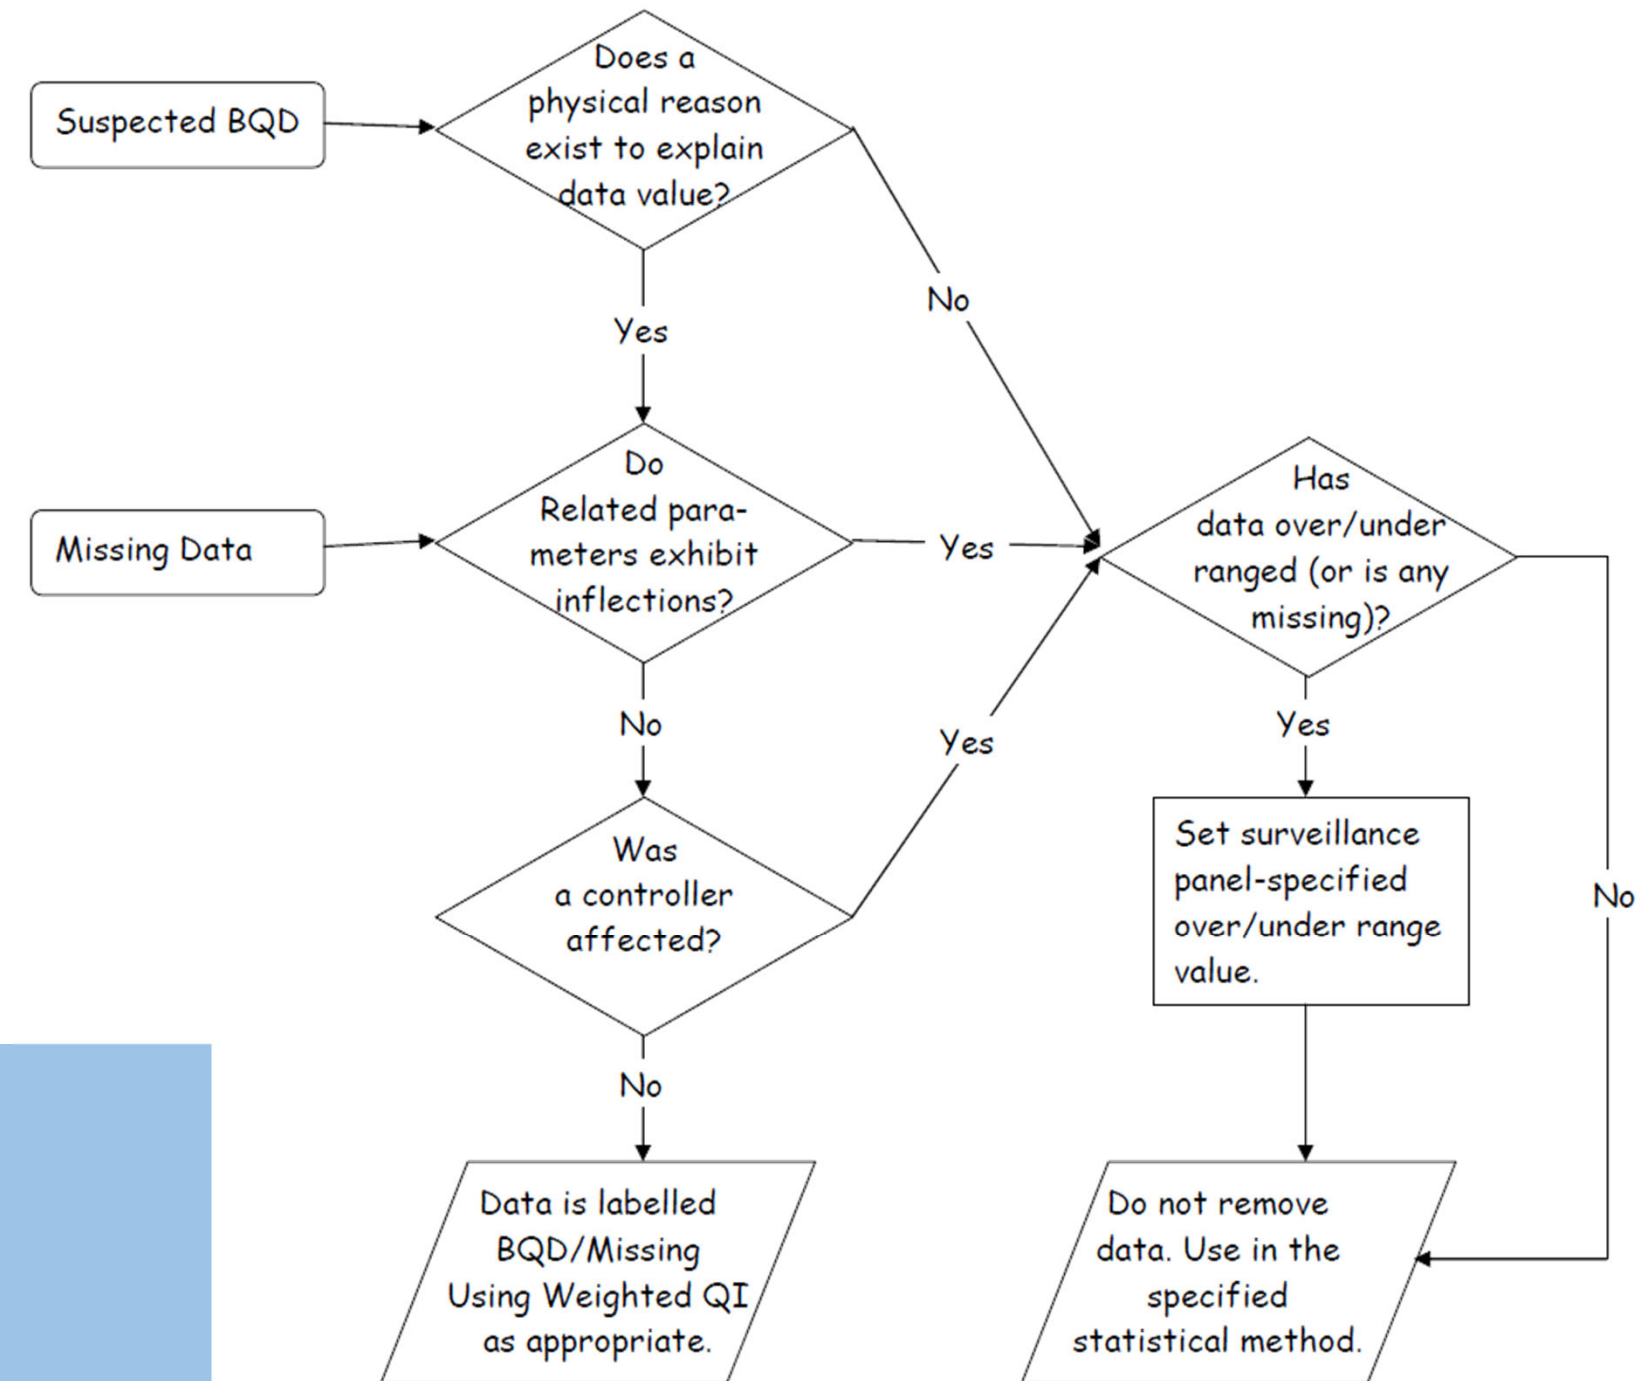 Suspected BQD
Does a
physical reason
exist to explain
data value?
No
Yes
Missing Data
Do
Related para-
meters exhibit
inflections?
Yes
Has
data over/under
ranged (or is any
missing)?
No
Yes
Yes
Was
a controller
affected?
Set surveillance
panel-specified
over/under range
value.
No
No
Data is labelled
BQD/Missing
Using Weighted QI
as appropriate.
Do not remove
data. Use in the
specified
statistical method.